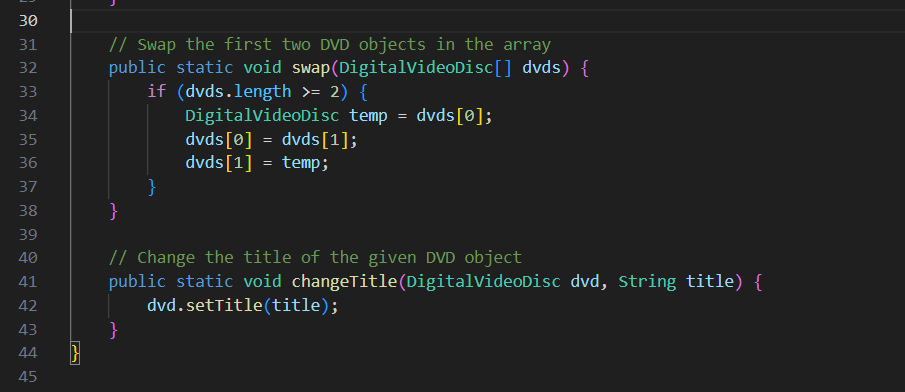 29 }
30
31 // Swap the first two DVD objects in the array
32 public static void swap(DigitalVideoDisc[] dvds) {
33 if (dvds.length >= 2) {
34 DigitalVideoDisc temp = dvds[0];
35 dvds[0] = dvds[1];
36 dvds[1] = temp;
37 }
38 }
39
40 // Change the title of the given DVD object
41 public static void changeTitle(DigitalVideoDisc dvd, String title) {
42 dvd.setTitle(title);
43 }
44 }
45